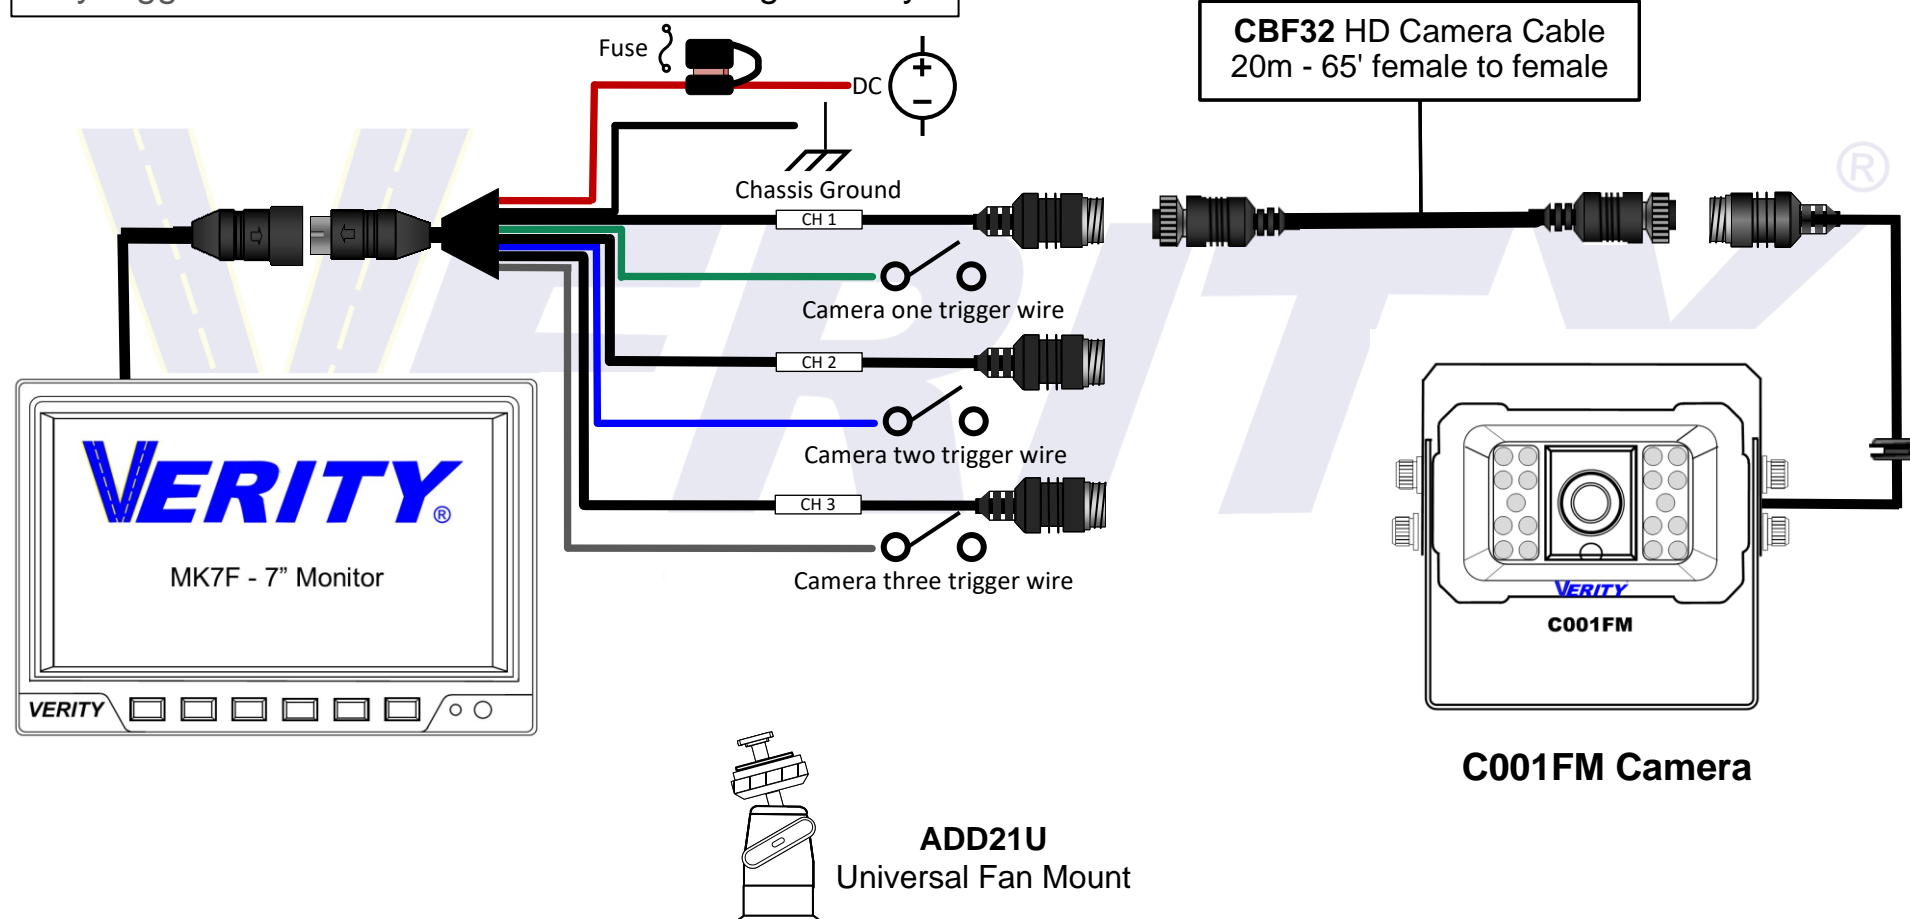 Fuse
DC
CBF32 HD Camera Cable
20m - 65' female to female
Chassis Ground
CH 1
Camera one trigger wire
CH 2
Camera two trigger wire
CH 3
Camera three trigger wire
VERITY®
VERITY®
MK7F - 7” Monitor
VERITY
VERITY
C001FM
C001FM Camera
ADD21U
Universal Fan Mount